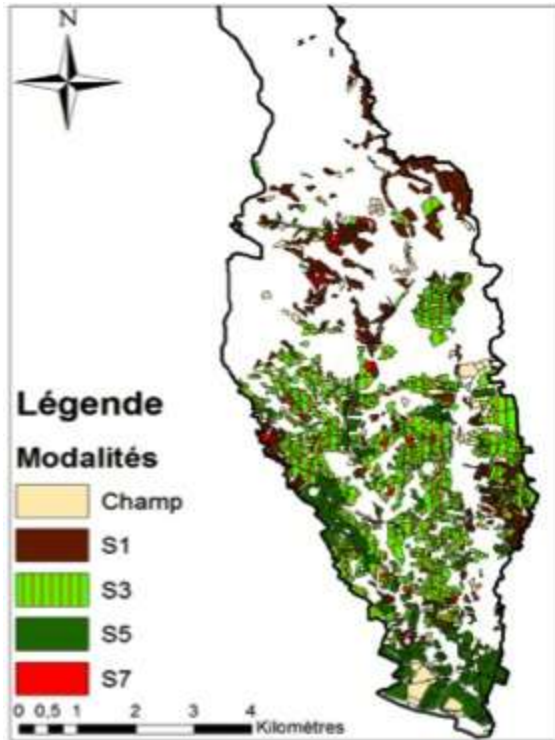 N
Légende
Modalités
Champ
S1
S3
S5
S7
0 0,5 1 2 3 4
Kilomètres